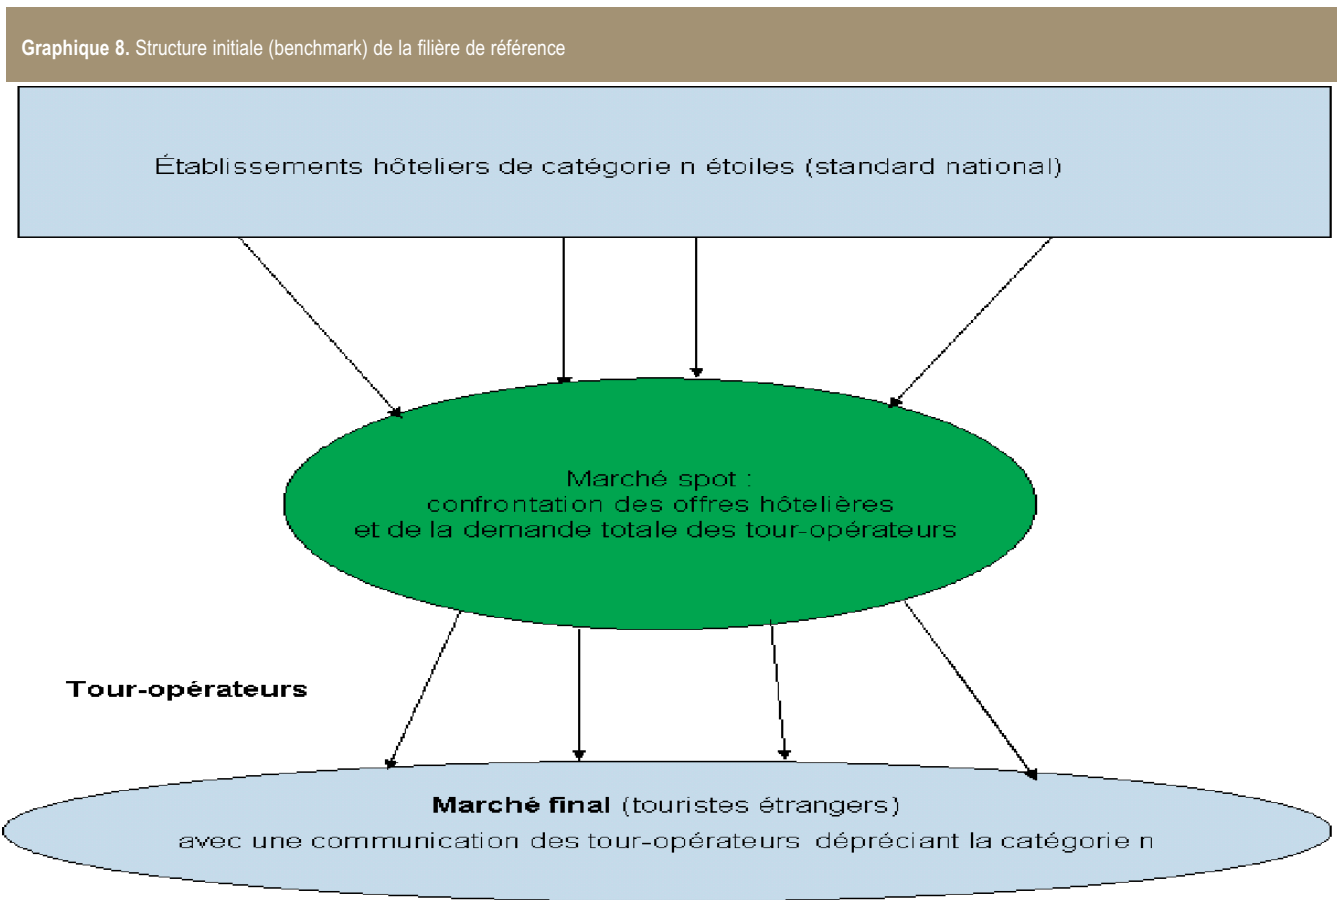 Graphique 8. Structure initiale (benchmark) de la filière de référence
Établissements hôteliers de catégorie n étoiles (standard national)
Marché spot :
confrontation des offres hôtelières
et de la demande totale des tour-opérateurs
Tour-opérateurs
Marché final (touristes étrangers)
avec une communication des tour-opérateurs dépréciant la catégorie n